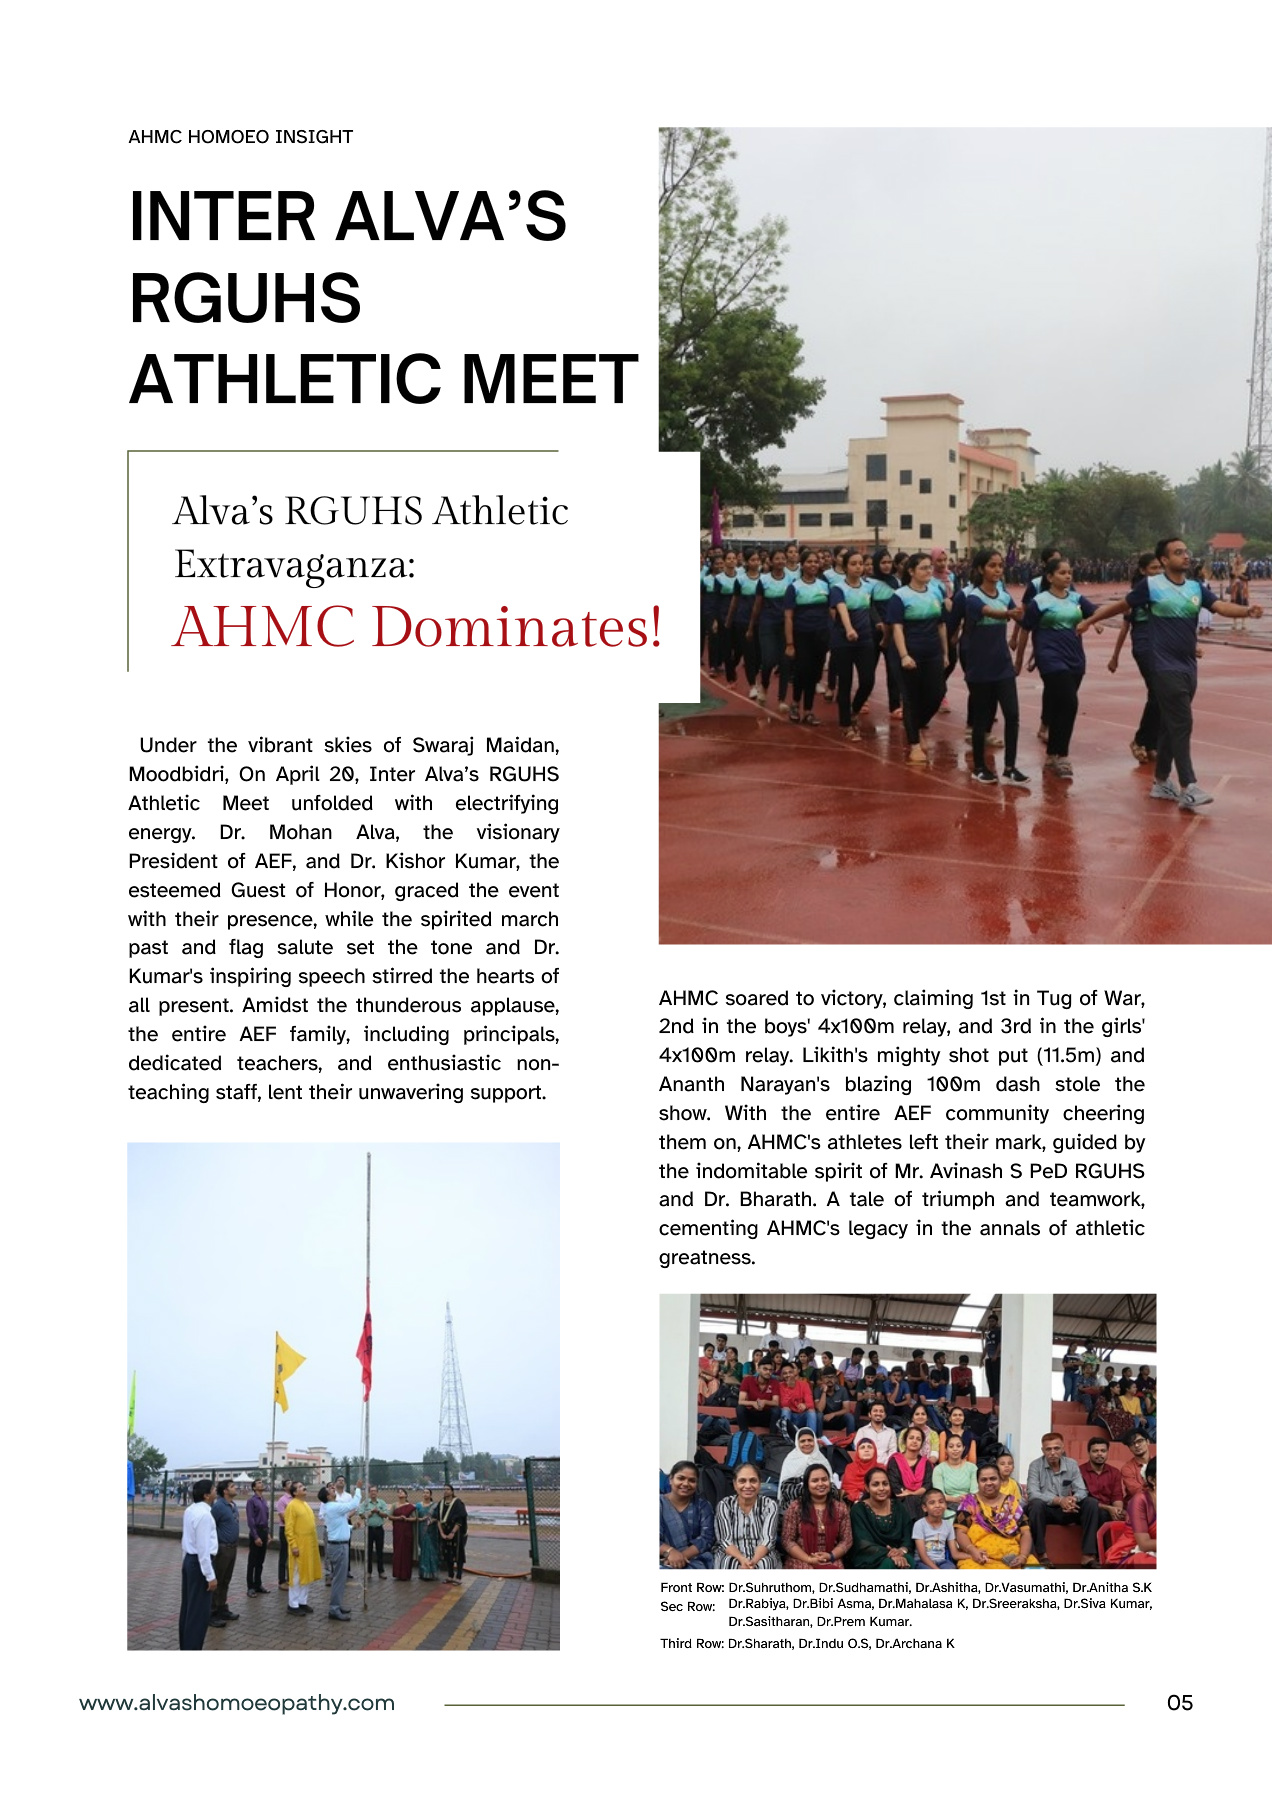 AHMC HOMOEO INSIGHT
INTER ALVA’S
RGUHS
ATHLETIC MEET
Alva’s RGUHS Athletic
Extravaganza:
AHMC Dominates!
Under the vibrant skies of Swaraj Maidan,
Moodbidri, On April 20, Inter Alva’s RGUHS
Athletic Meet unfolded with electrifying
energy. Dr. Mohan Alva, the visionary
President of AEF, and Dr. Kishor Kumar, the
esteemed Guest of Honor, graced the event
with their presence, while the spirited march
past and flag salute set the tone and Dr.
Kumar's inspiring speech stirred the hearts of
all present. Amidst the thunderous applause,
the entire AEF family, including principals,
dedicated teachers, and enthusiastic non-
teaching staff, lent their unwavering support.
AHMC soared to victory, claiming 1st in Tug of War,
2nd in the boys' 4x100m relay, and 3rd in the girls'
4x100m relay. Likith's mighty shot put (11.5m) and
Ananth Narayan's blazing 100m dash stole the
show. With the entire AEF community cheering
them on, AHMC's athletes left their mark, guided by
the indomitable spirit of Mr. Avinash S PeD RGUHS
and Dr. Bharath. A tale of triumph and teamwork,
cementing AHMC's legacy in the annals of athletic
greatness.
Front Row: Dr.Suhruthom, Dr.Sudhamathi, Dr.Ashitha, Dr.Vasumathi, Dr.Anitha S.K
Sec Row: Dr.Rabiya, Dr.Bibi Asma, Dr.Mahalasa K, Dr.Sreeraksha, Dr.Siva Kumar,
Dr.Sasitharan, Dr.Prem Kumar.
Third Row: Dr.Sharath, Dr.Indu O.S, Dr.Archana K
www.alvashomoeopathy.com
05